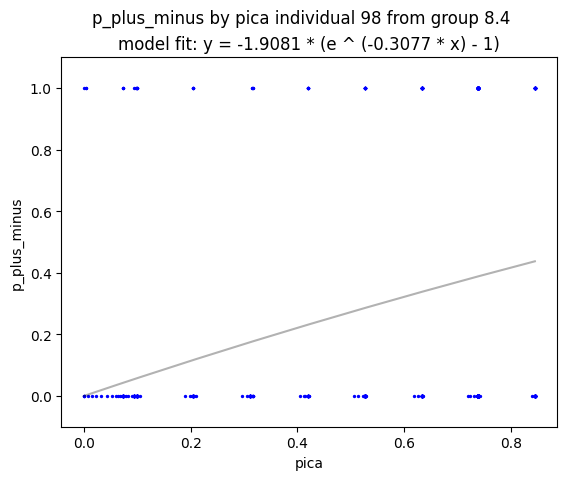 p_plus_minus by pica individual 98 from group 8.4
model fit: y = -1.9081 * (e ^ (-0.3077 * x) - 1)
1.0
0.8
0.6
0.4
0.2
0.0
p_plus_minus
0.0 0.2 0.4 0.6 0.8
pica